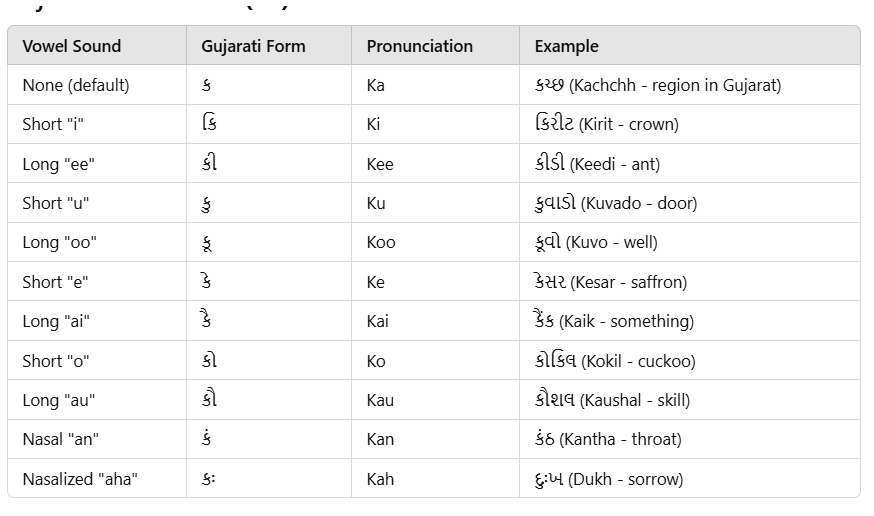 Vowel Sound Gujarati Form Pronunciation Example
None (default) ક Ka કચ્છ (Kachchh - region in Gujarat)
Short "i" કિ Ki કિરીટ (Kirit - crown)
Long "ee" કી Kee કીડી (Keedi - ant)
Short "u" કુ Ku કુવાડો (Kuvado - door)
Long "oo" કૂ Koo કૂવો (Kuvo - well)
Short "e" કે Ke કેસર (Kesar - saffron)
Long "ai" કૈ Kai કૈંક (Kaik - something)
Short "o" કો Ko કોકિલ (Kokil - cuckoo)
Long "au" કૌ Kau કૌશલ (Kaushal - skill)
Nasal "an" કં Kan કંઠ (Kantha - throat)
Nasalized "aha" કઃ Kah દુઃખ (Dukh - sorrow)